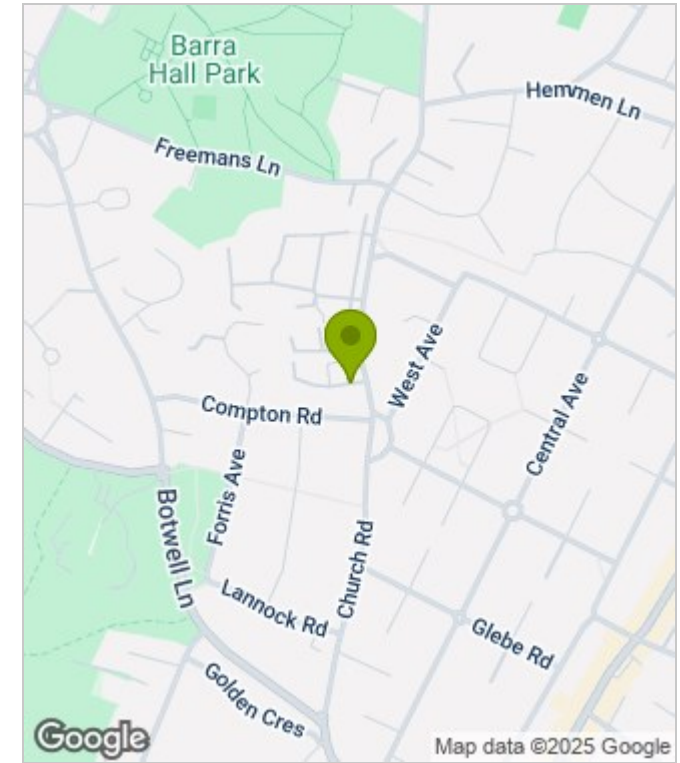 Barra
Hall Park
Hemmen Ln
Freemans Ln
West Ave
Compton Rd
Central Ave
Forris Ave
Botwell Ln
Church Rd
Lannock Rd
Glebe Rd
Golden Cres
Google
Map data ©2025 Google